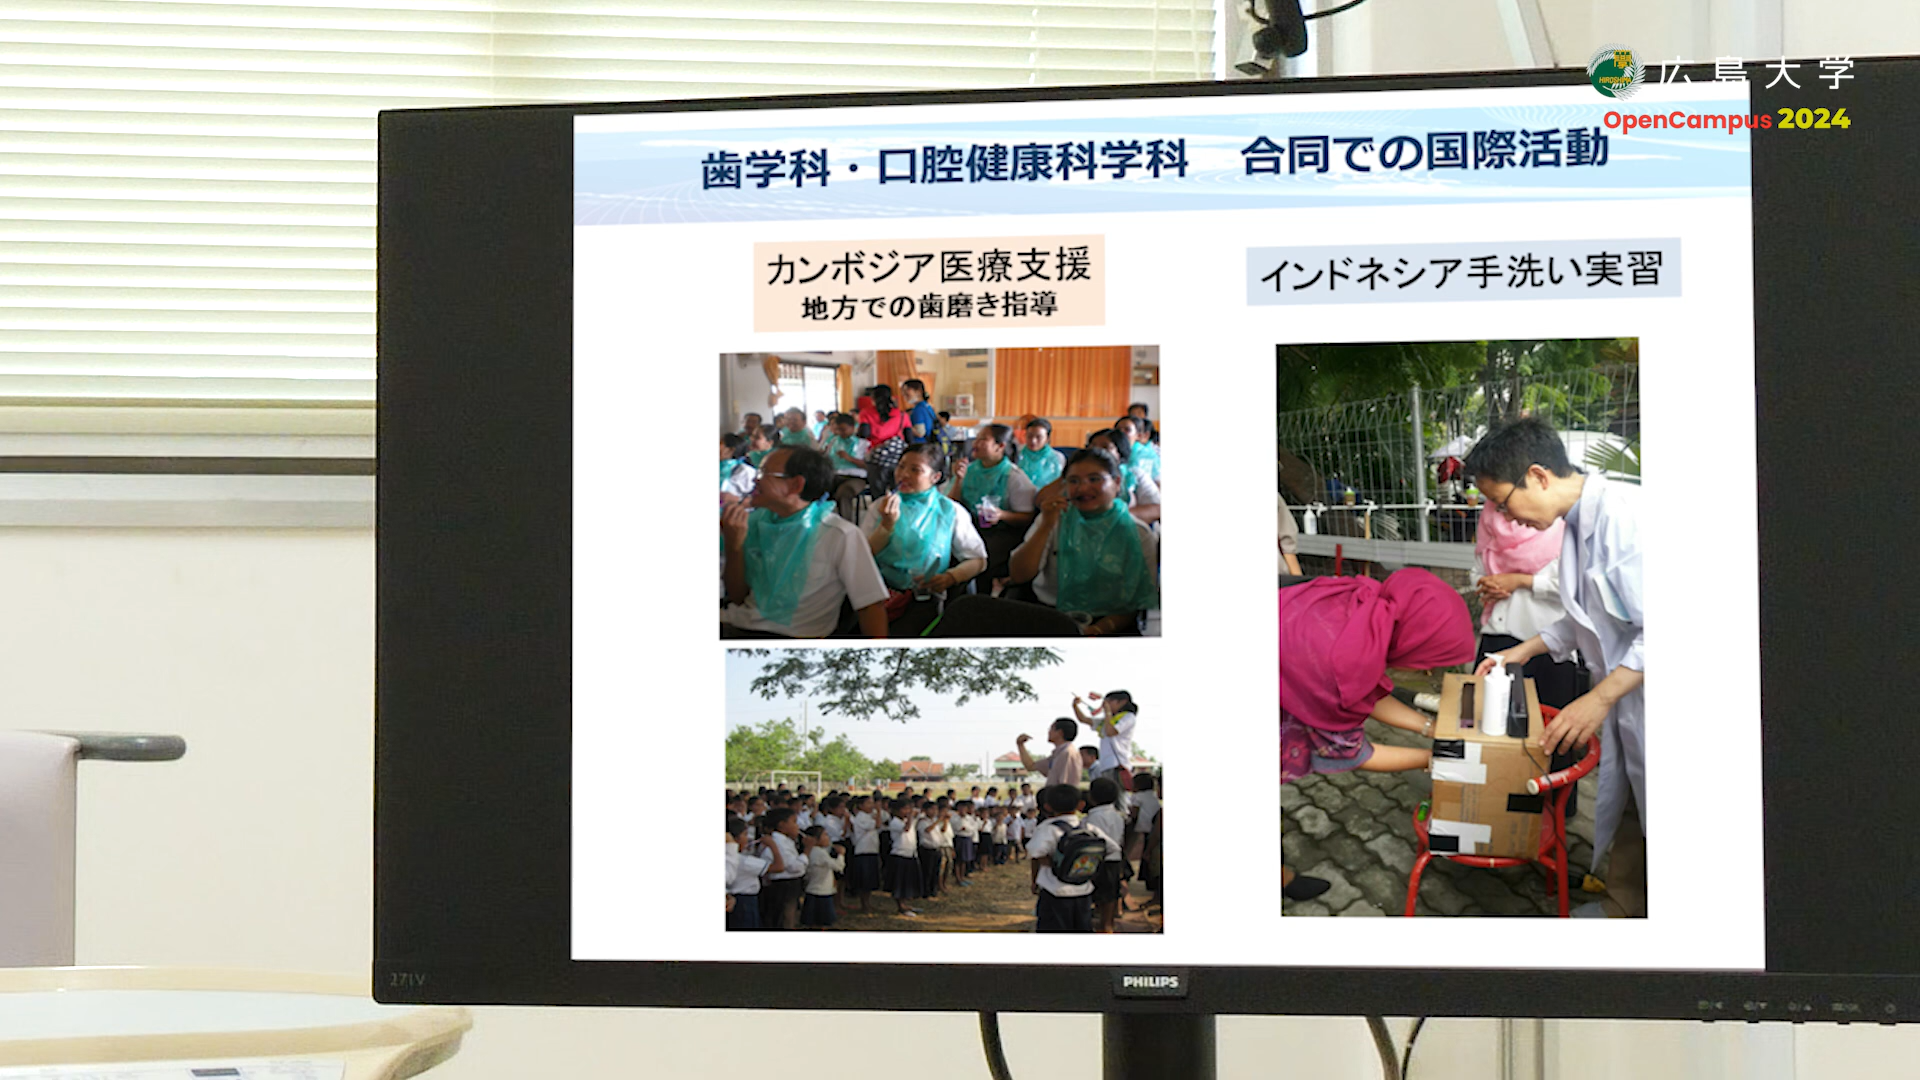 広島大学
OpenCampus 2024
歯学科・口腔健康科学科　合同での国際活動
カンボジア医療支援
地方での歯磨き指導
インドネシア手洗い実習
PHILIPS
271V